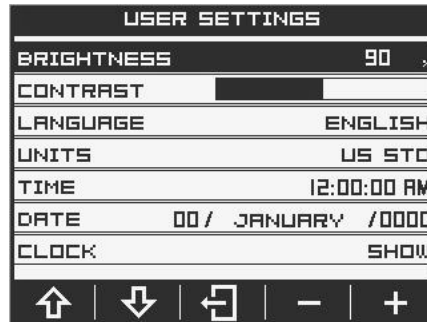 USER SETTINGS
BRIGHTNESS 90
CONTRAST
LANGUAGE ENGLISH
UNITS US STD
TIME 12:00:00 AM
DATE 00/ JANUARY /0000
CLOCK SHOW